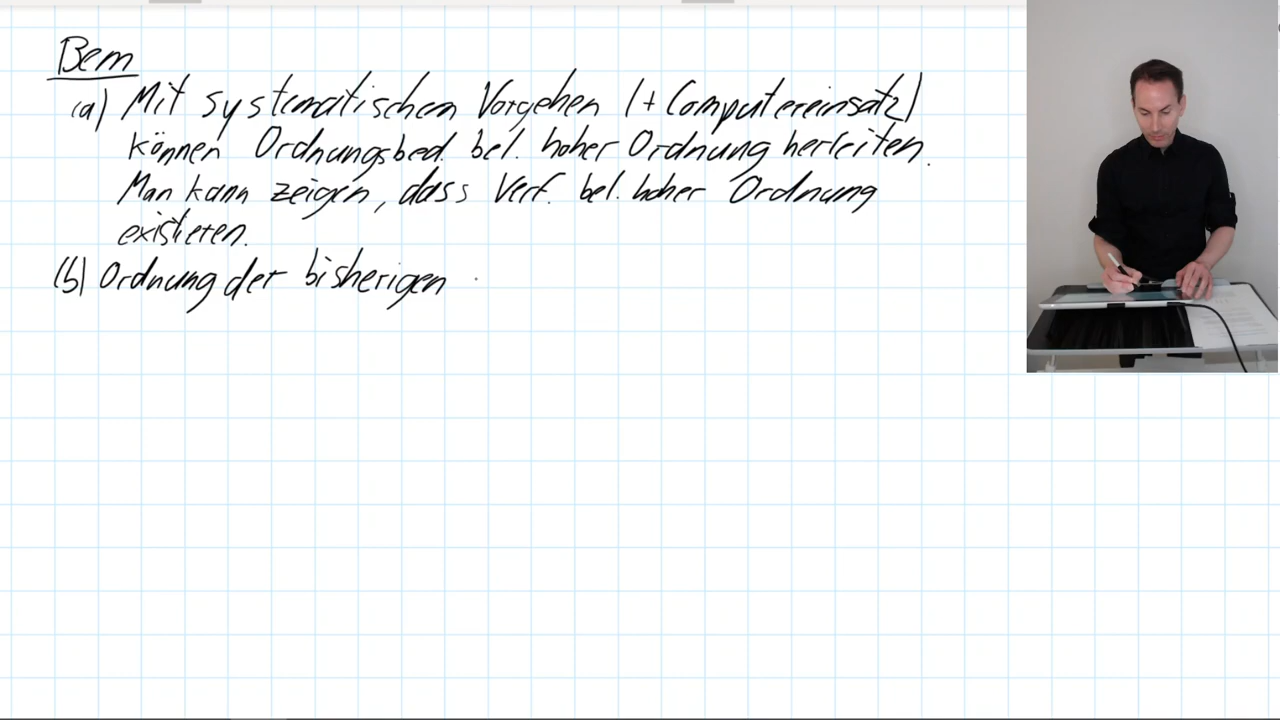 Bem
(a) Mit systematischem Vorgehen (+ Computereinsatz)
können Ordnungsbed. bel. hoher Ordnung herleiten.
Man kann zeigen, dass Verf. bel. hoher Ordnung
existieren.
(b) Ordnung der bisherigen